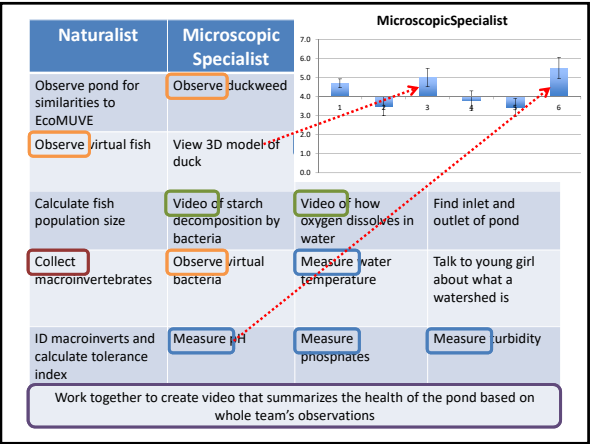 Naturalist
Microscopic
Specialist
MicroscopicSpecialist
7.0
6.0
5.0
4.0
3.0
2.0
1.0
0.0
1
2
3
4
5
6
Observe pond for
similarities to
EcoMUVE
Observe duckweed
Observe virtual fish
View 3D model of
duck
Calculate fish
population size
Video of starch
decomposition by
bacteria
Video of how
oxygen dissolves in
water
Find inlet and
outlet of pond
Collect
macroinvertebrates
Observe virtual
bacteria
Measure water
temperature
Talk to young girl
about what a
watershed is
ID macroinverts and
calculate tolerance
index
Measure pH
Measure
phosphates
Measure turbidity
Work together to create video that summarizes the health of the pond based on
whole team's observations